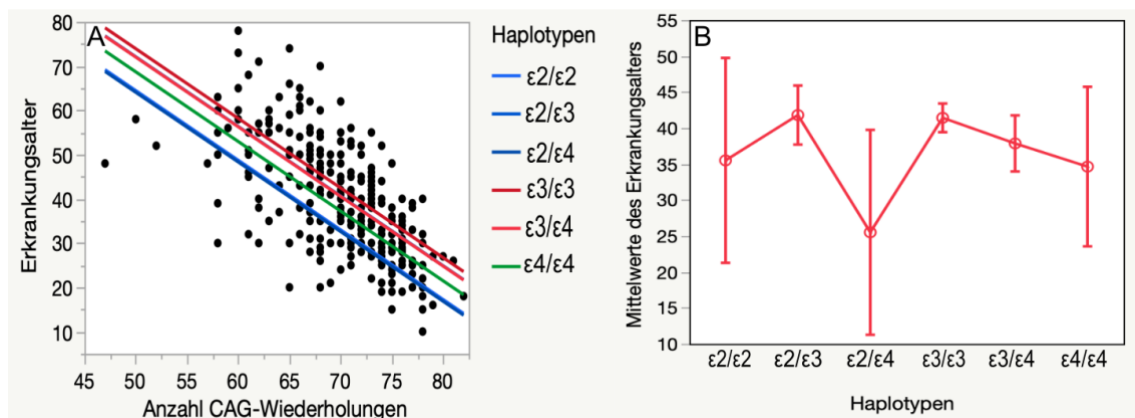 A
Erkrankungsalter
80
70
60
50
40
30
20
10
45 50 55 60 65 70 75 80
Anzahl CAG-Wiederholungen
Haplotypen
ε2/ε2
ε2/ε3
ε2/ε4
ε3/ε3
ε3/ε4
ε4/ε4
B
Mittelwerte des Erkrankungsalters
55
50
45
40
35
30
25
20
15
10
ε2/ε2 ε2/ε3 ε2/ε4 ε3/ε3 ε3/ε4 ε4/ε4
Haplotypen